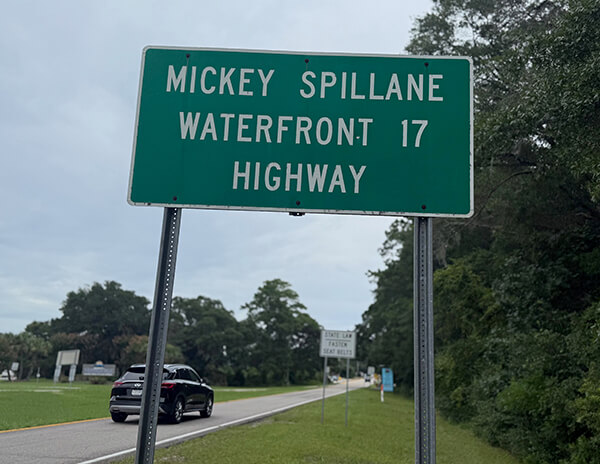 MICKEY SPILLANE
WATERFRONT 17
HIGHWAY
STATE LAW
FASTEN
SEAT BELTS